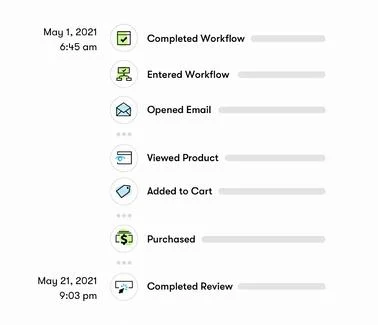 May 1, 2021
6:45 am
Completed Workflow
Entered Workflow
Opened Email
Viewed Product
Added to Cart
Purchased
May 21, 2021
9:03 pm
Completed Review